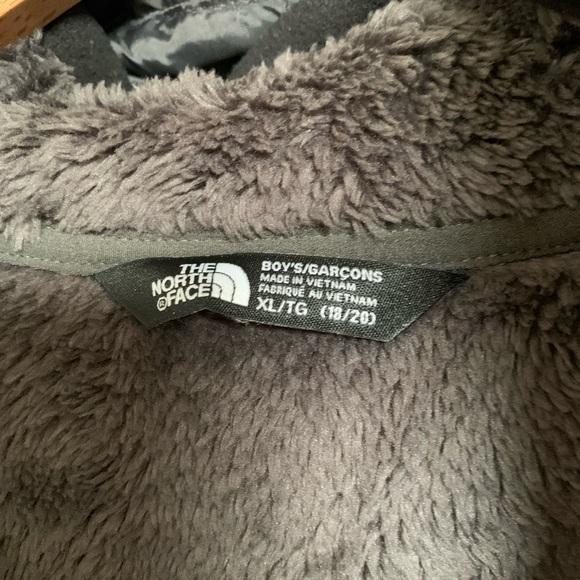 THE
NORTH
FACE
BOY'S/GARÇONS
MADE IN VIETNAM
FABRIQUÉ AU VIETNAM
XL/TG (18/20)